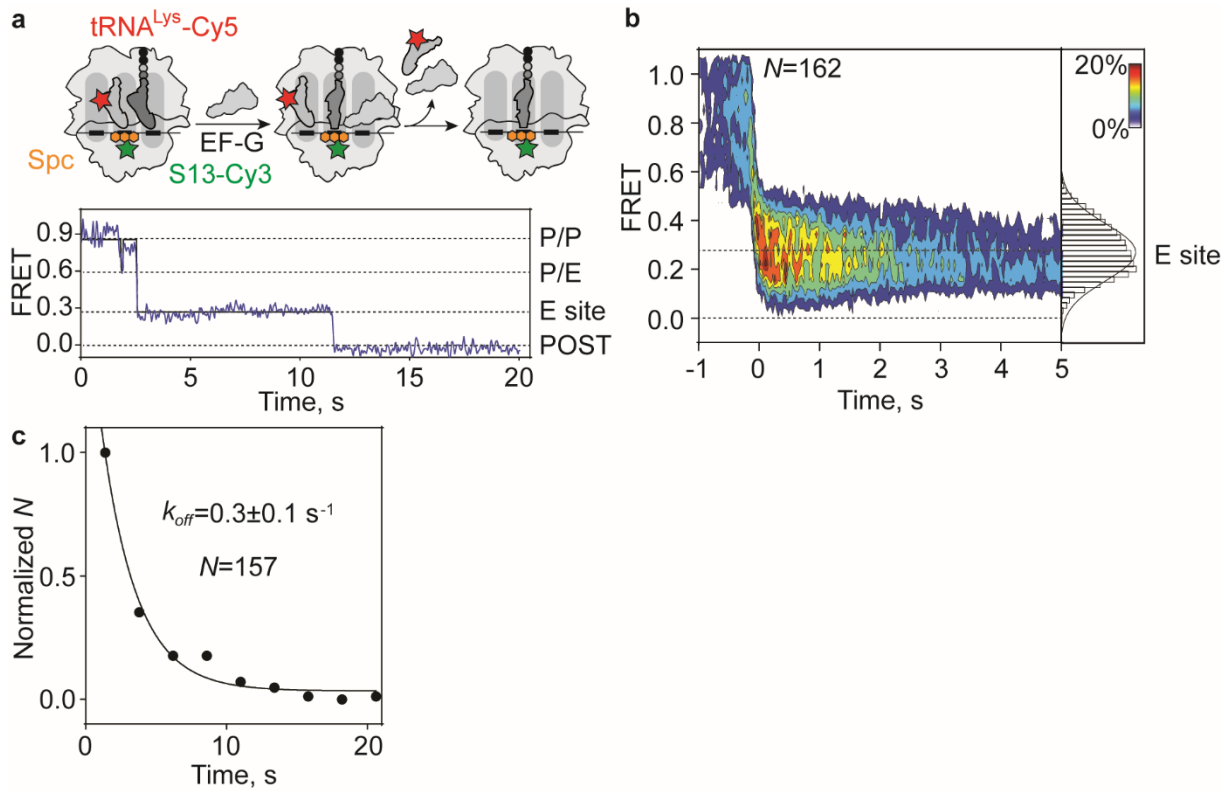 a
tRNA^Lys-Cy5
Spc
EF-G
S13-Cy3
FRET
0.9
0.6
0.3
0.0
P/P
P/E
E site
POST
0 5 10 15 20
Time, s
b
N=162
20%
0%
FRET
1.0
0.8
0.6
0.4
0.2
0.0
E site
-1 0 1 2 3 4 5
Time, s
c
Normalized N
1.0
0.5
0.0
k_off=0.3±0.1 s^-1
N=157
0 10 20
Time, s